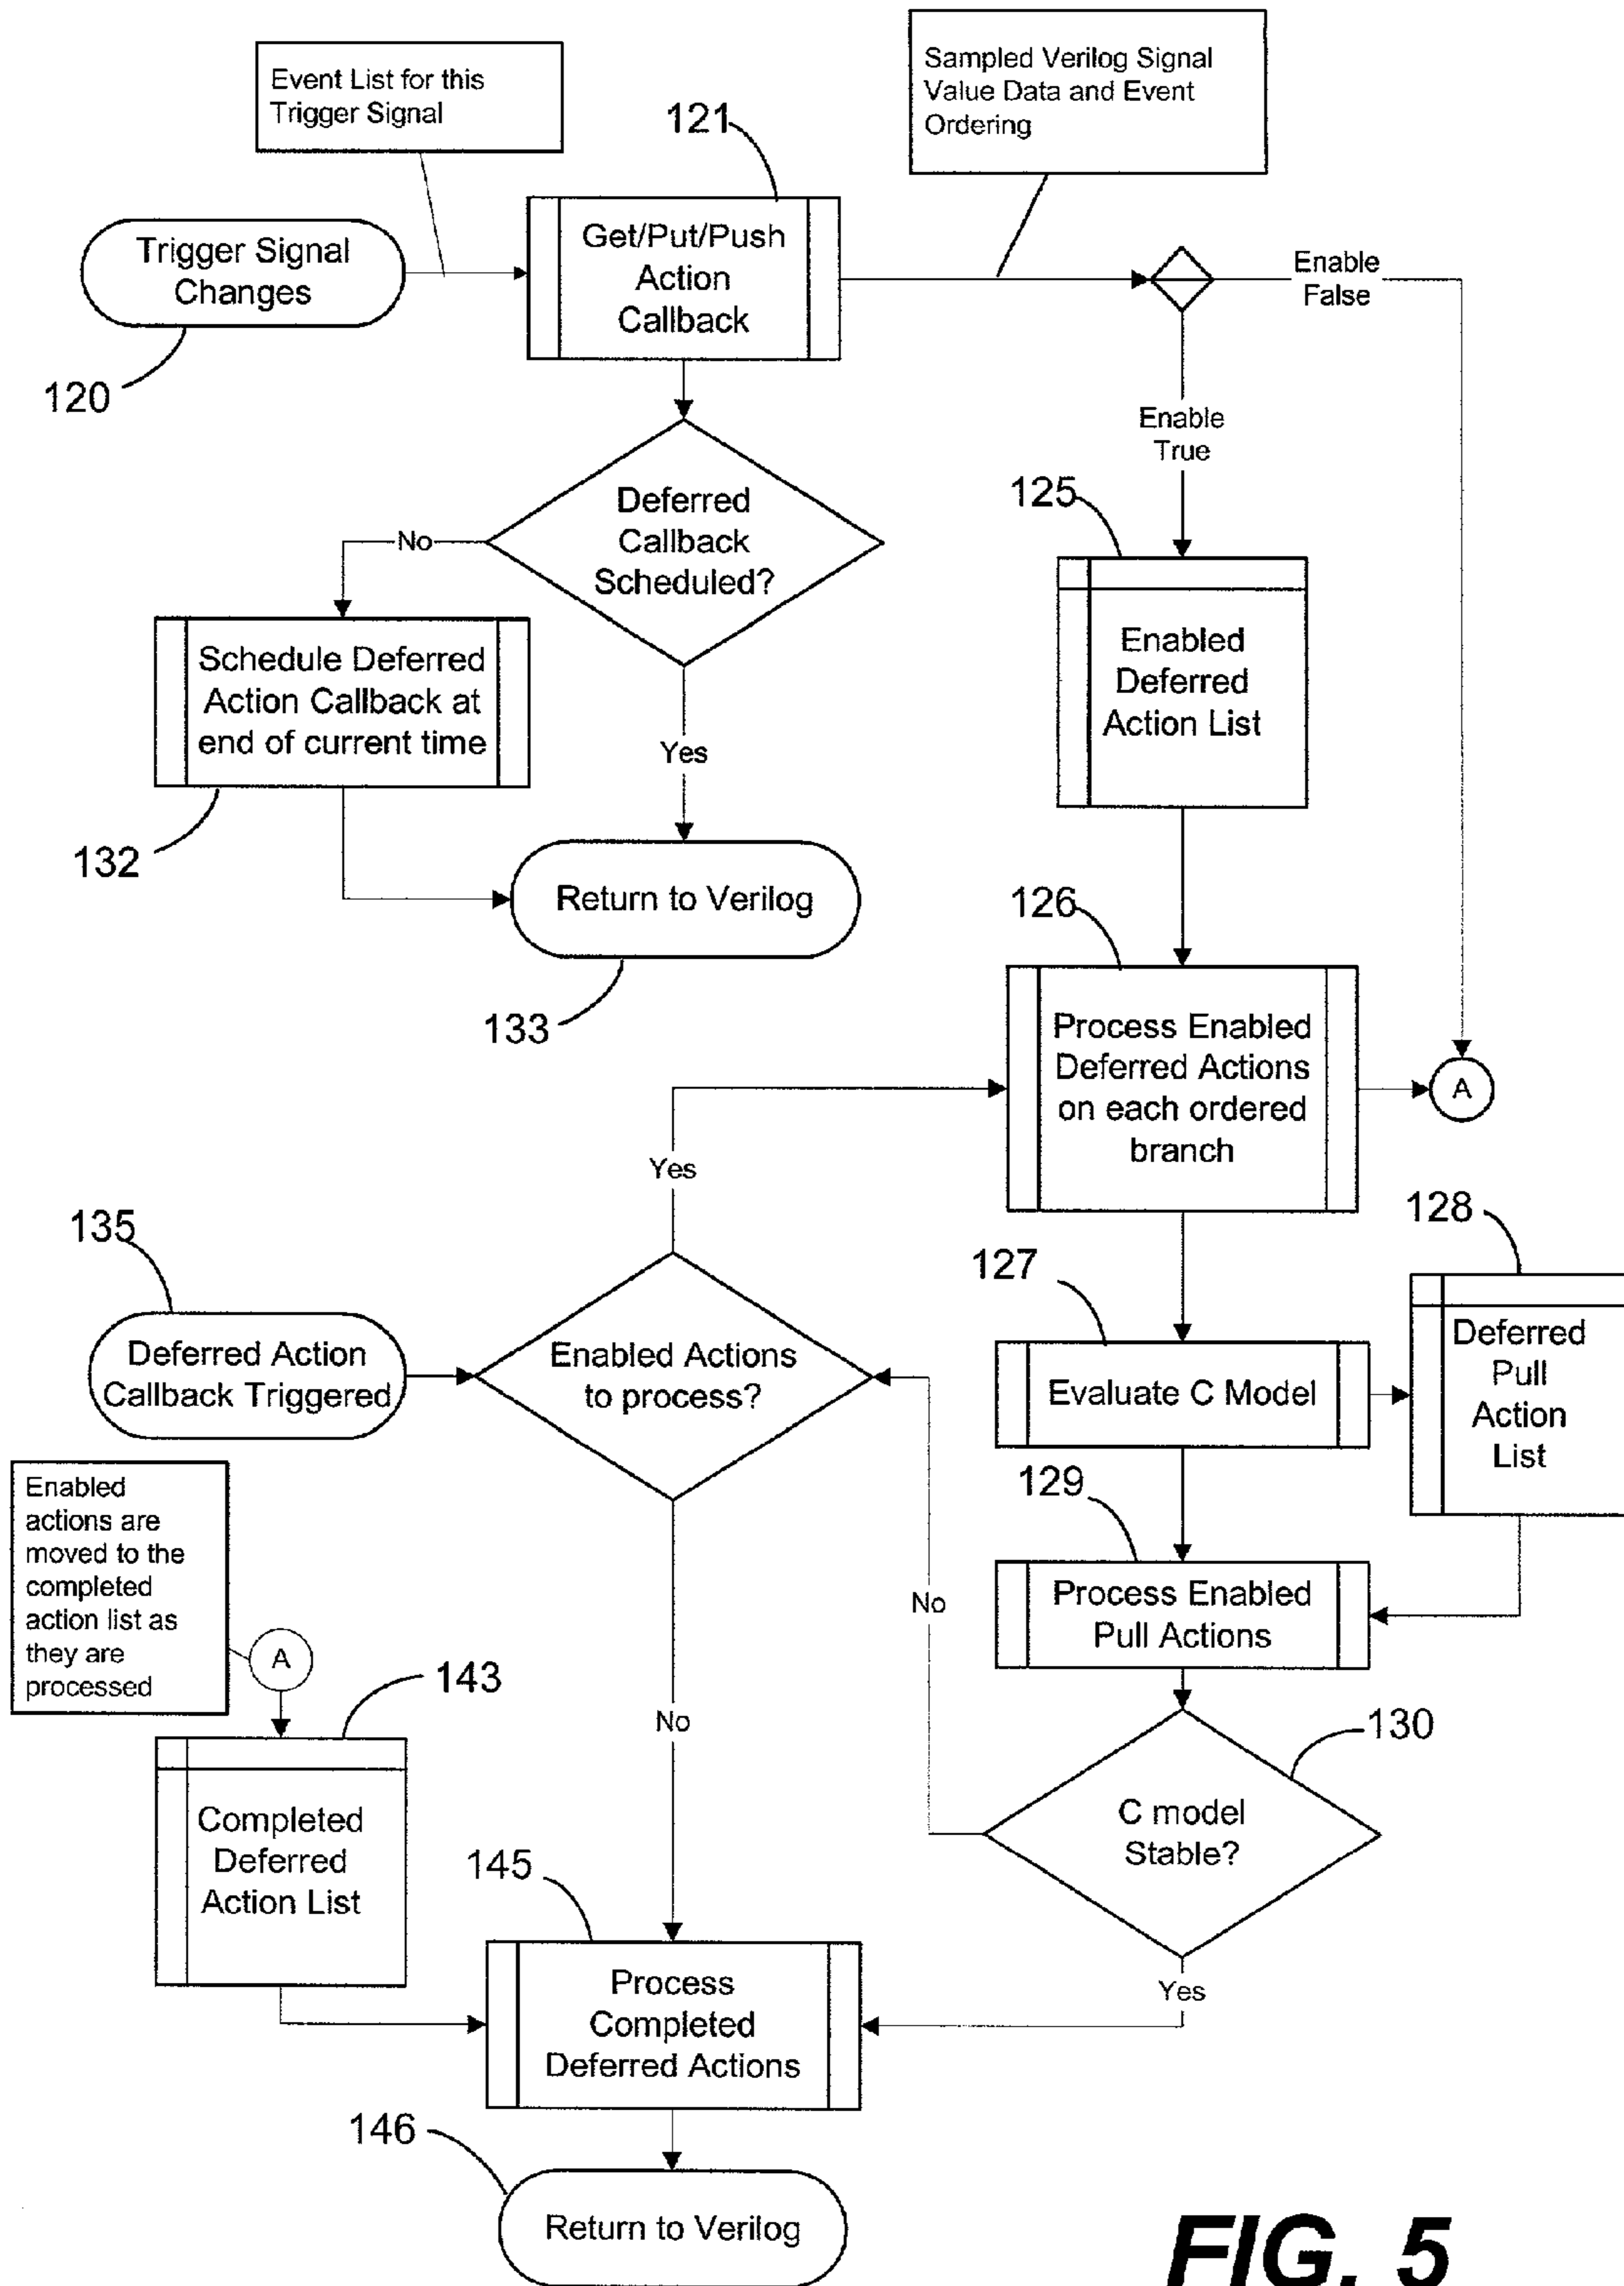 Event List for this
Trigger Signal
Sampled Verilog Signal
Value Data and Event
Ordering
121
Trigger Signal
Changes
120
Get/Put/Push
Action
Callback
Enable
False
Enable
True
Deferred
Callback
Scheduled?
No
Yes
125
Enabled
Deferred
Action List
Schedule Deferred
Action Callback at
end of current time
132
Return to Verilog
133
126
Process Enabled
Deferred Actions
on each ordered
branch
A
Yes
135
Deferred Action
Callback Triggered
Enabled Actions
to process?
127
Evaluate C Model
128
Deferred
Pull
Action
List
129
Process Enabled
Pull Actions
No
Enabled
actions are
moved to the
completed
action list as
they are
processed
A
143
Completed
Deferred
Action List
No
130
C model
Stable?
Yes
145
Process
Completed
Deferred Actions
146
Return to Verilog
FIG. 5